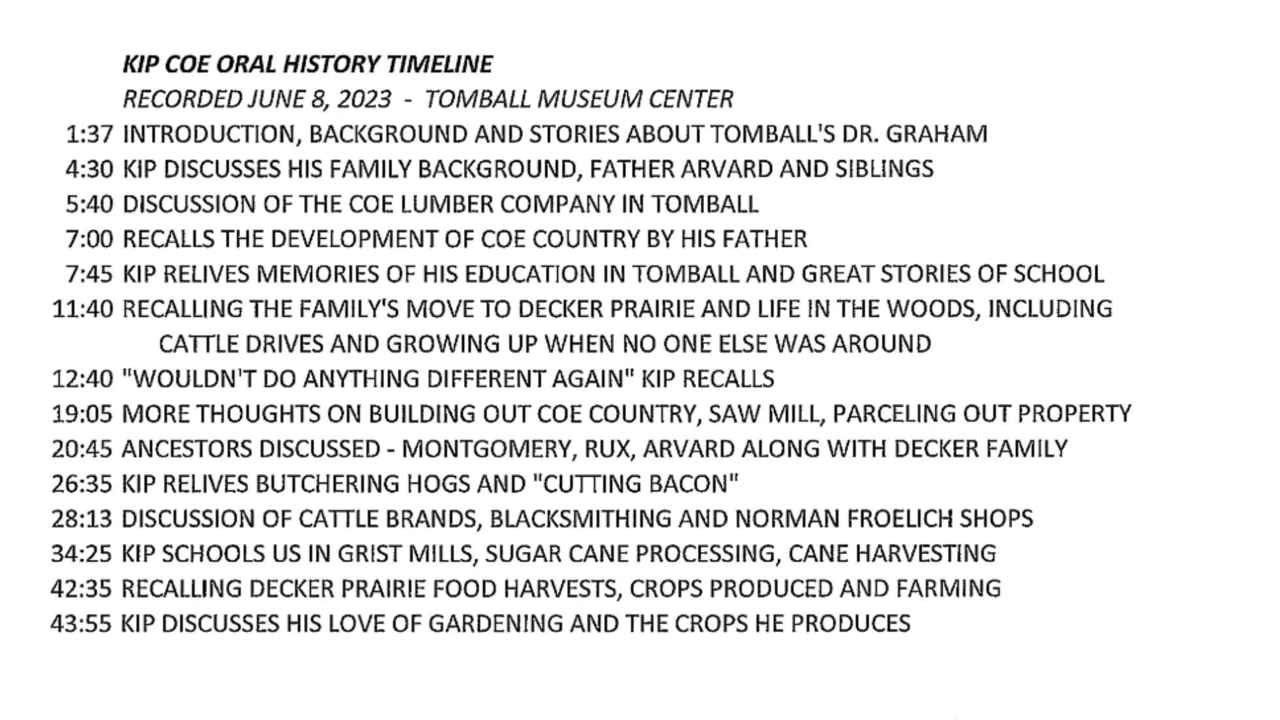 KIP COE ORAL HISTORY TIMELINE
RECORDED JUNE 8, 2023 - TOMBALL MUSEUM CENTER
1:37 INTRODUCTION, BACKGROUND AND STORIES ABOUT TOMBALL'S DR. GRAHAM
4:30 KIP DISCUSSES HIS FAMILY BACKGROUND, FATHER ARVARD AND SIBLINGS
5:40 DISCUSSION OF THE COE LUMBER COMPANY IN TOMBALL
7:00 RECALLS THE DEVELOPMENT OF COE COUNTRY BY HIS FATHER
7:45 KIP RELIVES MEMORIES OF HIS EDUCATION IN TOMBALL AND GREAT STORIES OF SCHOOL
11:40 RECALLING THE FAMILY'S MOVE TO DECKER PRAIRIE AND LIFE IN THE WOODS, INCLUDING
CATTLE DRIVES AND GROWING UP WHEN NO ONE ELSE WAS AROUND
12:40 "WOULDN'T DO ANYTHING DIFFERENT AGAIN" KIP RECALLS
19:05 MORE THOUGHTS ON BUILDING OUT COE COUNTRY, SAW MILL, PARCELING OUT PROPERTY
20:45 ANCESTORS DISCUSSED - MONTGOMERY, RUX, ARVARD ALONG WITH DECKER FAMILY
26:35 KIP RELIVES BUTCHERING HOGS AND "CUTTING BACON"
28:13 DISCUSSION OF CATTLE BRANDS, BLACKSMITHING AND NORMAN FROELICH SHOPS
34:25 KIP SCHOOLS US IN GRIST MILLS, SUGAR CANE PROCESSING, CANE HARVESTING
42:35 RECALLING DECKER PRAIRIE FOOD HARVESTS, CROPS PRODUCED AND FARMING
43:55 KIP DISCUSSES HIS LOVE OF GARDENING AND THE CROPS HE PRODUCES